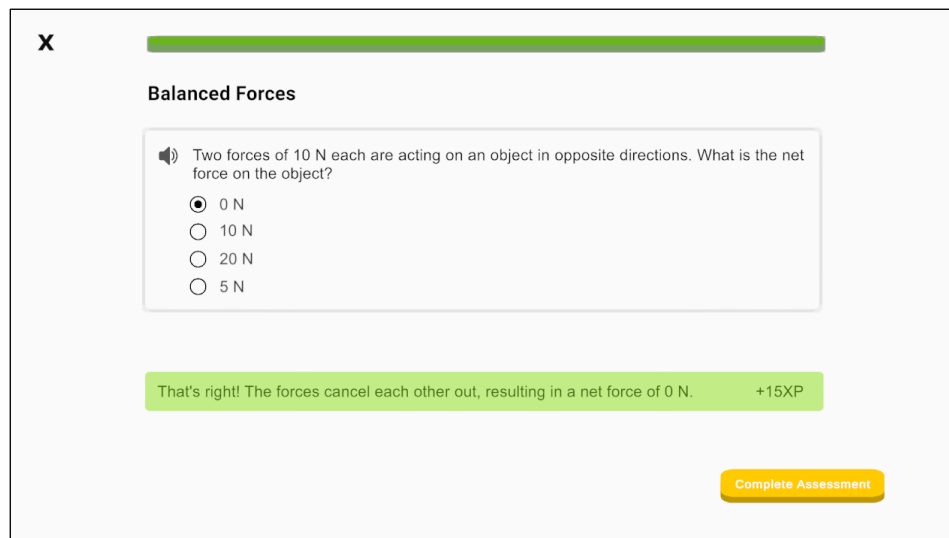 X
Balanced Forces
Two forces of 10 N each are acting on an object in opposite directions. What is the net
force on the object?
0 N
10 N
20 N
5 N
That's right! The forces cancel each other out, resulting in a net force of 0 N. +15XP
Complete Assessment